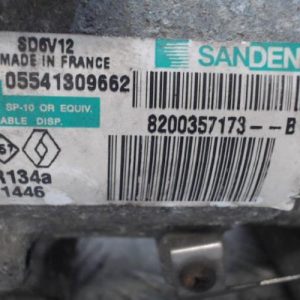 SD6V12
MADE IN FRANCE
SANDEN
05541309662
SP-10 OR EQUIV.
ABLE DISP.
8200357173--B
R134a
1446